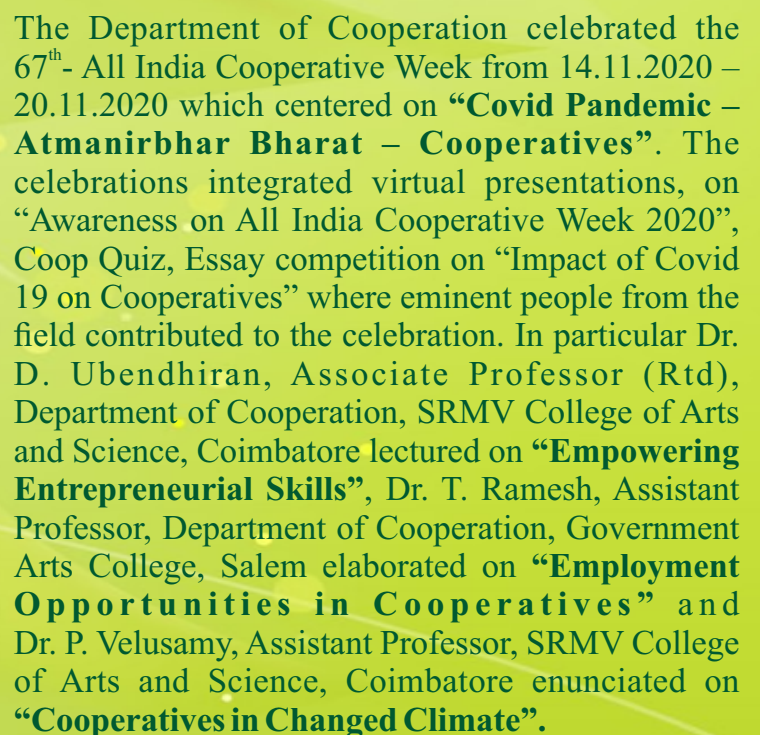 The Department of Cooperation celebrated the
67th- All India Cooperative Week from 14.11.2020 –
20.11.2020 which centered on “Covid Pandemic –
Atmanirbhar Bharat – Cooperatives”. The
celebrations integrated virtual presentations, on
“Awareness on All India Cooperative Week 2020”,
Coop Quiz, Essay competition on “Impact of Covid
19 on Cooperatives” where eminent people from the
field contributed to the celebration. In particular Dr.
D. Ubendhiran, Associate Professor (Rtd),
Department of Cooperation, SRMV College of Arts
and Science, Coimbatore lectured on “Empowering
Entrepreneurial Skills”, Dr. T. Ramesh, Assistant
Professor, Department of Cooperation, Government
Arts College, Salem elaborated on “Employment
Opportunities in Cooperatives” and
Dr. P. Velusamy, Assistant Professor, SRMV College
of Arts and Science, Coimbatore enunciated on
“Cooperatives in Changed Climate”.